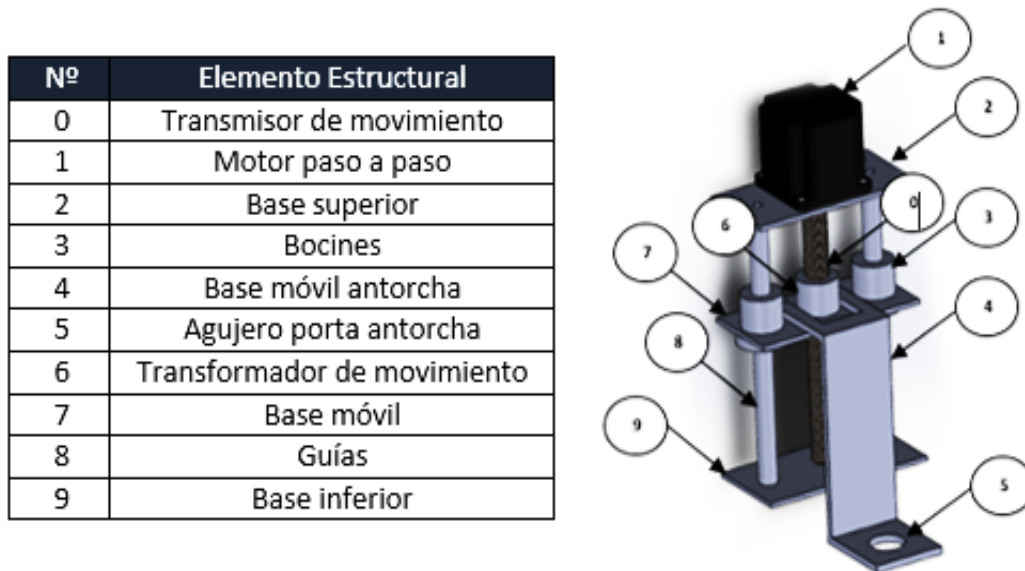 Nº Elemento Estructural
0 Transmisor de movimiento
1 Motor paso a paso
2 Base superior
3 Bocines
4 Base móvil antorcha
5 Agujero porta antorcha
6 Transformador de movimiento
7 Base móvil
8 Guías
9 Base inferior
1
2
0
6
3
7
4
8
9
5